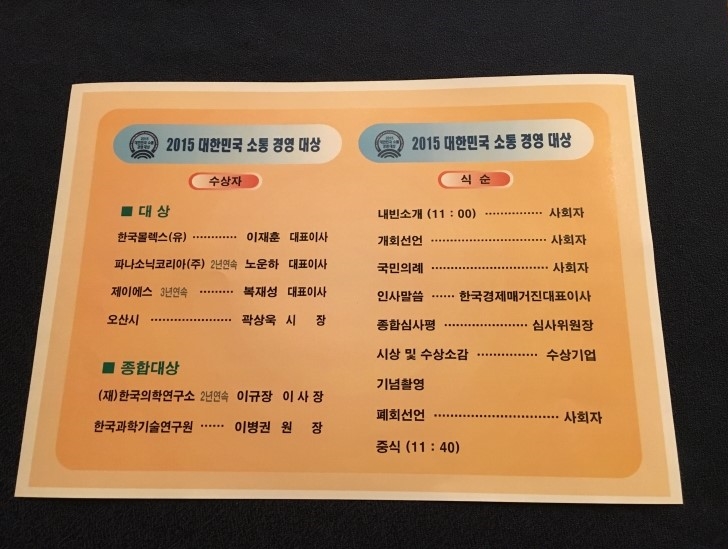 2015 대한민국 소통 경영 대상
수상자
■ 대 상
한국몰렉스(유) ············ 이재훈 대표이사
파나소닉코리아(주) 2년연속 노운하 대표이사
제이에스 3년연속 ········· 복재성 대표이사
오산시 ····················· 곽상욱 시 장
■ 종합대상
(재)한국의학연구소 2년연속 이규장 이 사 장
한국과학기술연구원 ······ 이병권 원 장
2015 대한민국 소통 경영 대상
식 순
내빈소개 (11 : 00) ··············· 사회자
개회선언 ····························· 사회자
국민의례 ····························· 사회자
인사말씀 ······ 한국경제매거진대표이사
종합심사평 ····················· 심사위원장
시상 및 수상소감 ··············· 수상기업
기념촬영
폐회선언 ································ 사회자
중식 (11 : 40)